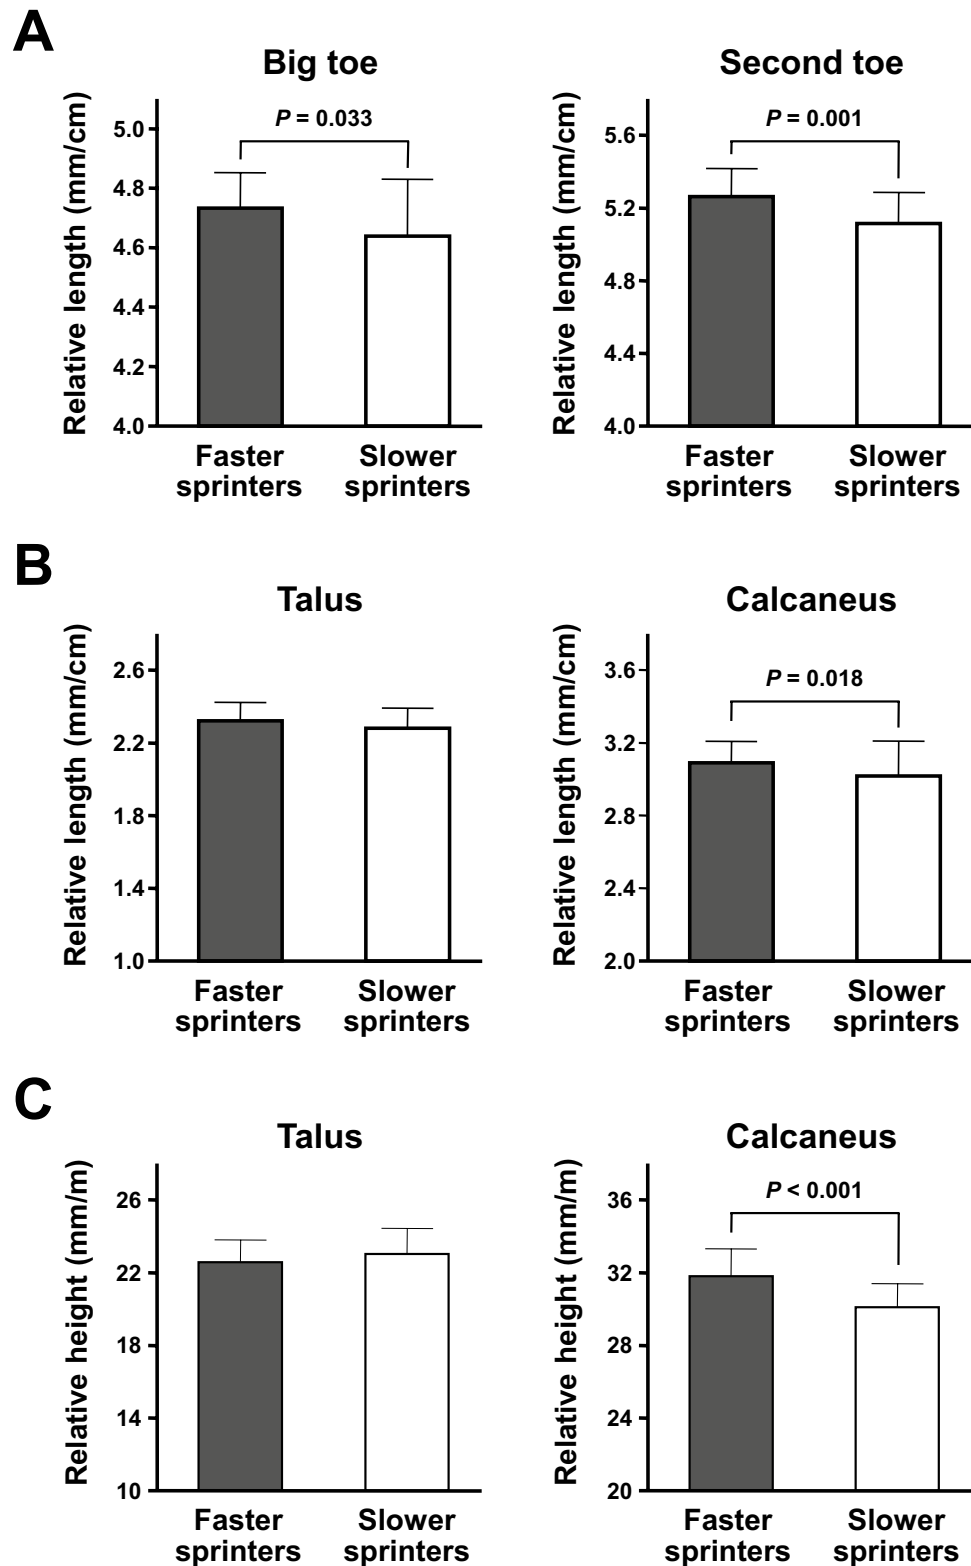 A
Big toe
Relative length (mm/cm)
5.0
4.8
4.6
4.4
4.2
4.0
P = 0.033
Faster
sprinters
Slower
sprinters
Second toe
Relative length (mm/cm)
5.6
5.2
4.8
4.4
4.0
P = 0.001
Faster
sprinters
Slower
sprinters
B
Talus
Relative length (mm/cm)
2.6
2.2
1.8
1.4
1.0
Faster
sprinters
Slower
sprinters
Calcaneus
Relative length (mm/cm)
3.6
3.2
2.8
2.4
2.0
P = 0.018
Faster
sprinters
Slower
sprinters
C
Talus
Relative height (mm/m)
26
22
18
14
10
Faster
sprinters
Slower
sprinters
Calcaneus
Relative height (mm/m)
36
32
28
24
20
P < 0.001
Faster
sprinters
Slower
sprinters